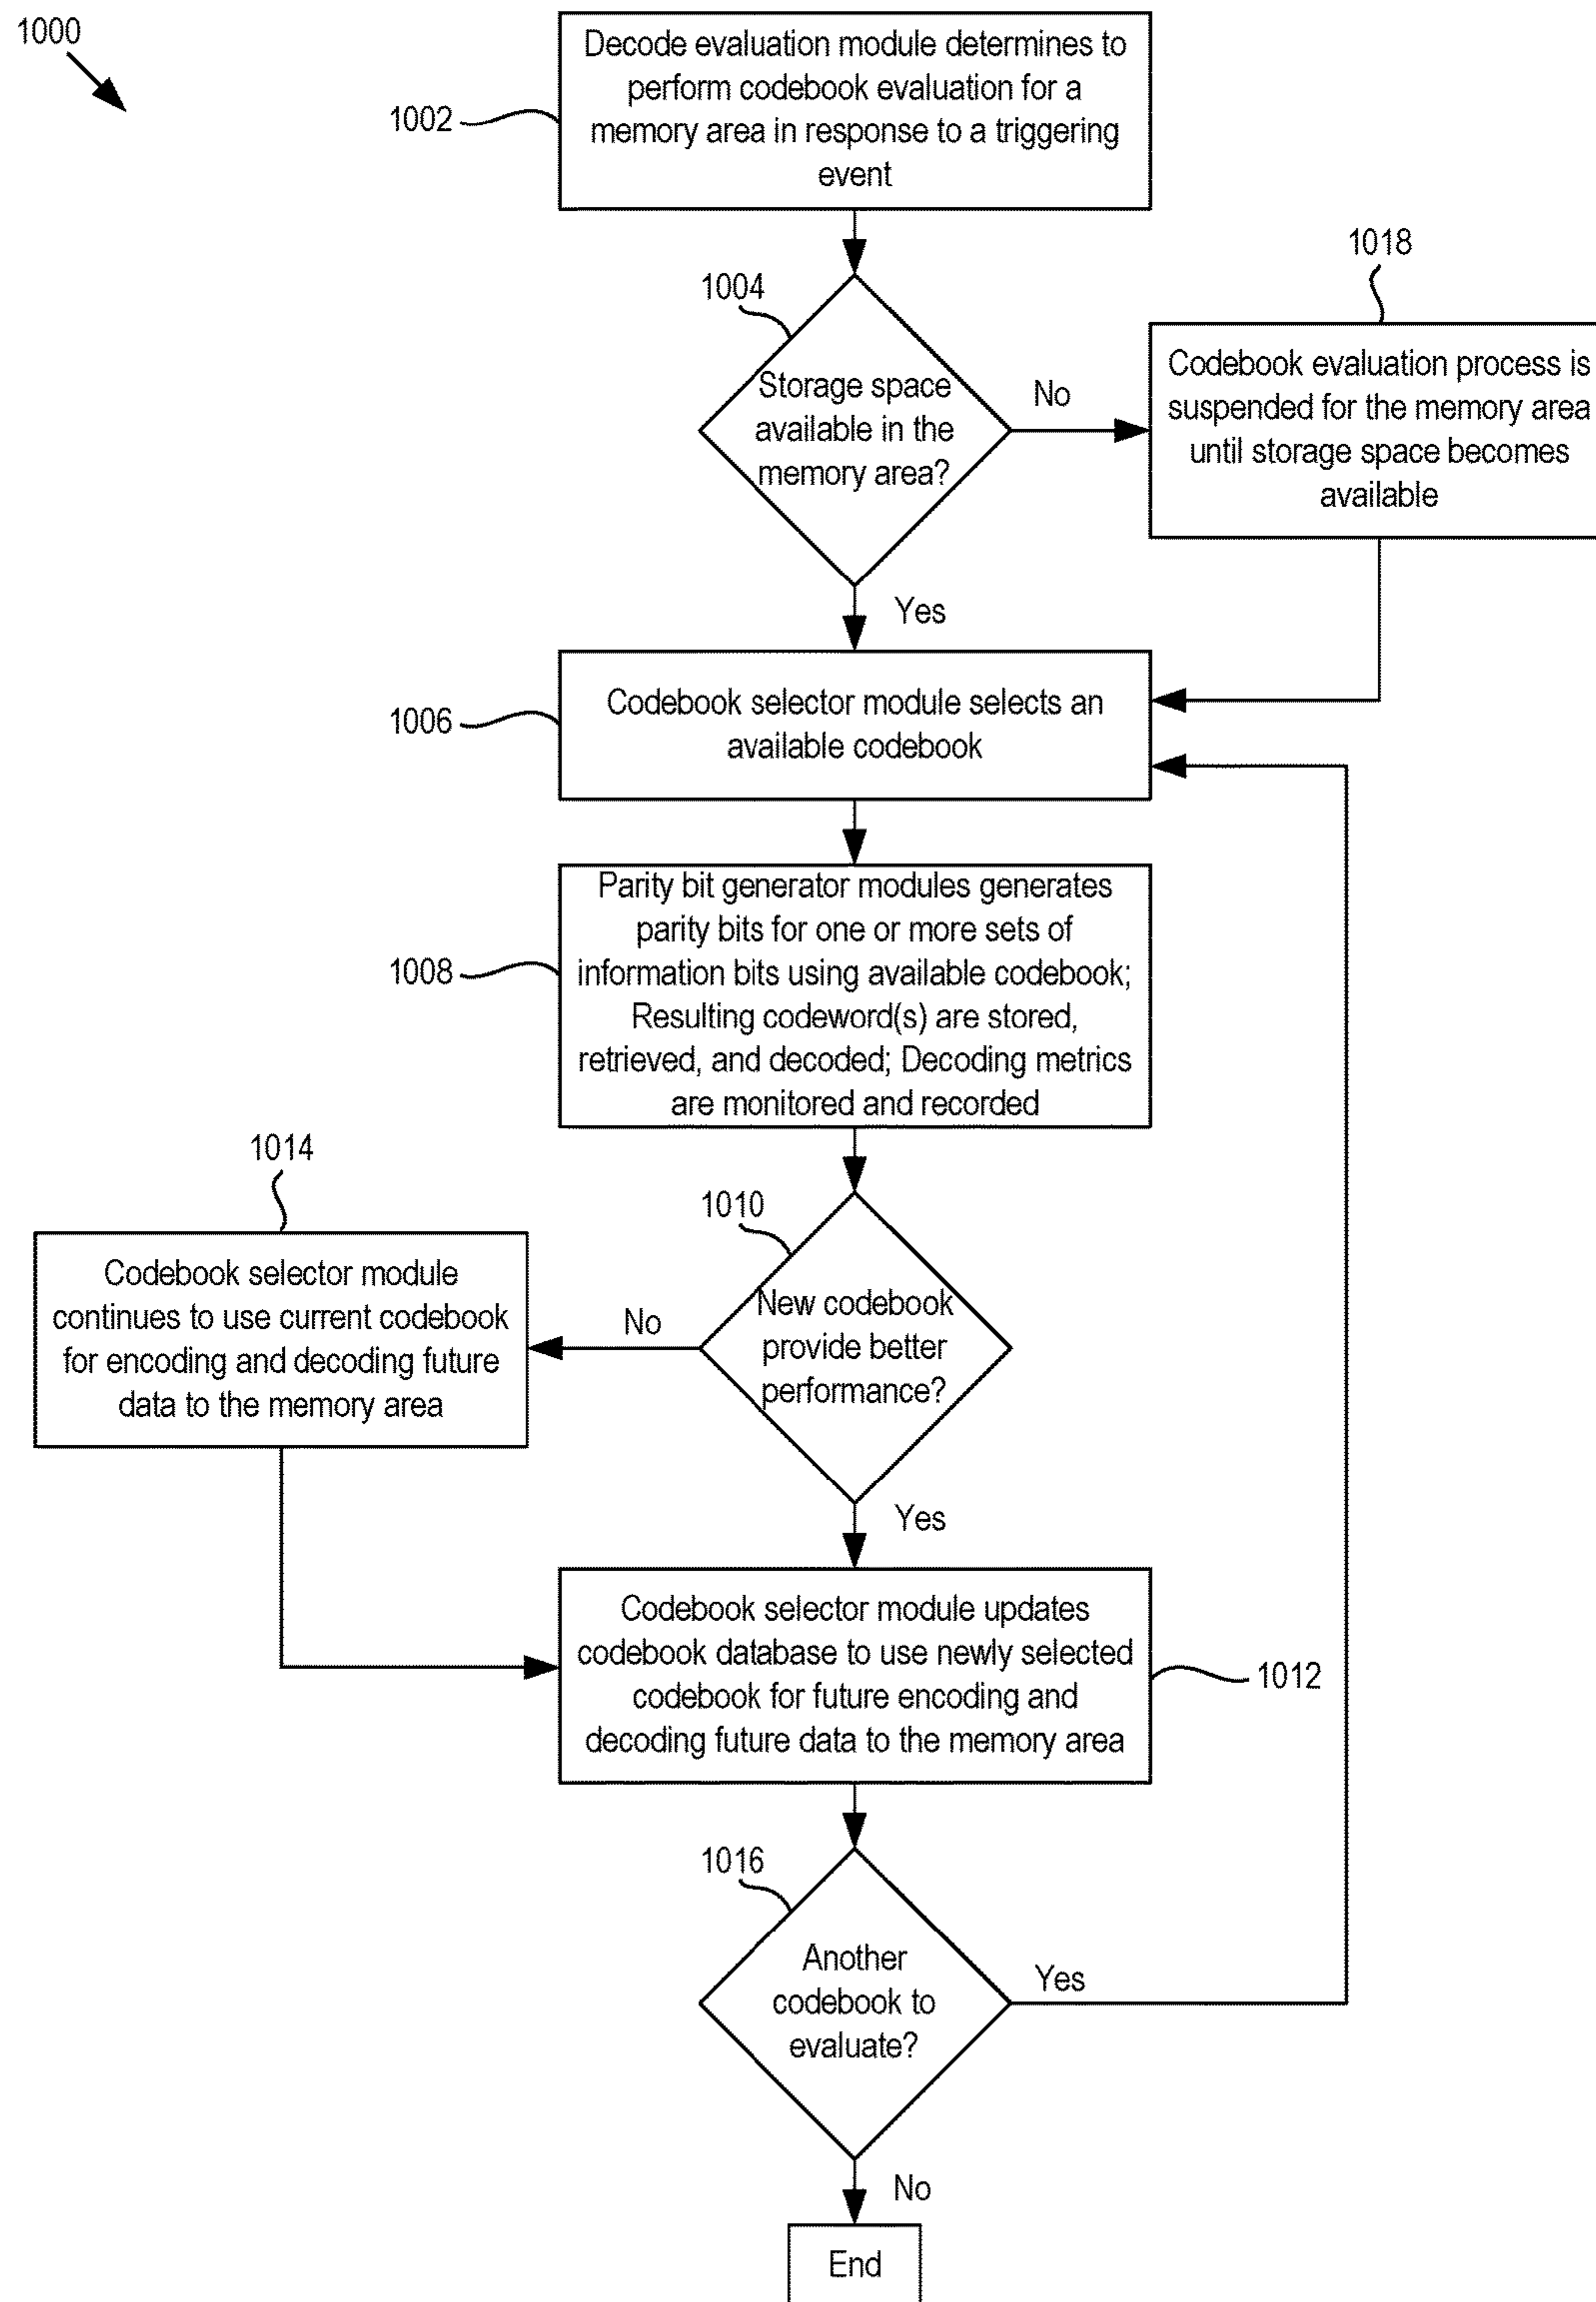 1000
Decode evaluation module determines to
perform codebook evaluation for a
memory area in response to a triggering
event
1002
1004
Storage space
available in the
memory area?
No
1018
Codebook evaluation process is
suspended for the memory area
until storage space becomes
available
Yes
1006
Codebook selector module selects an
available codebook
1008
Parity bit generator modules generates
parity bits for one or more sets of
information bits using available codebook;
Resulting codeword(s) are stored,
retrieved, and decoded; Decoding metrics
are monitored and recorded
1010
New codebook
provide better
performance?
No
1014
Codebook selector module
continues to use current codebook
for encoding and decoding future
data to the memory area
Yes
Codebook selector module updates
codebook database to use newly selected
codebook for future encoding and
decoding future data to the memory area
1012
1016
Another
codebook to
evaluate?
Yes
No
End